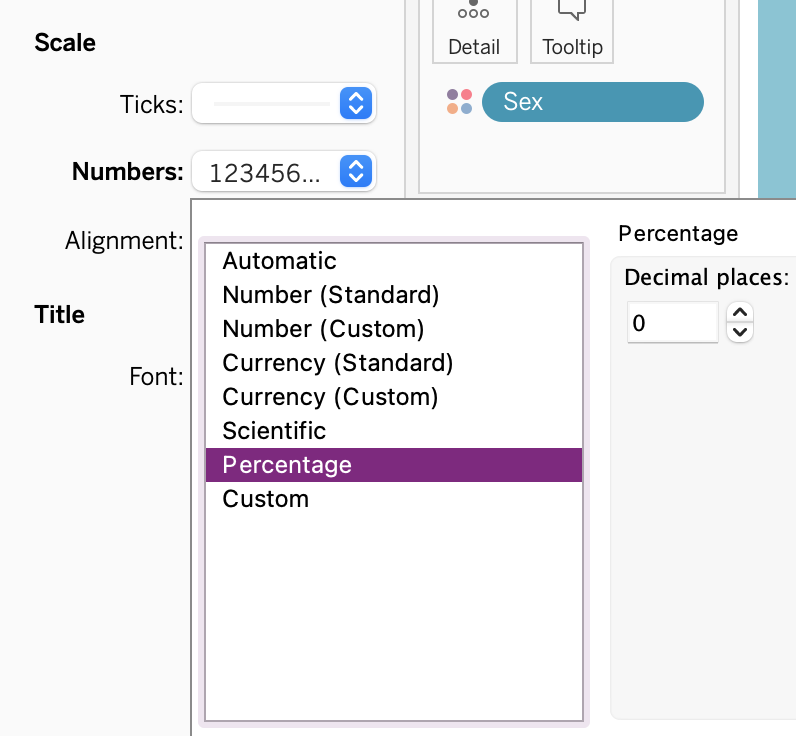 Scale
Ticks:
Numbers:
123456...
Alignment:
Title
Font:
Detail
Tooltip
Sex
Automatic
Number (Standard)
Number (Custom)
Currency (Standard)
Currency (Custom)
Scientific
Percentage
Custom
Percentage
Decimal places:
0